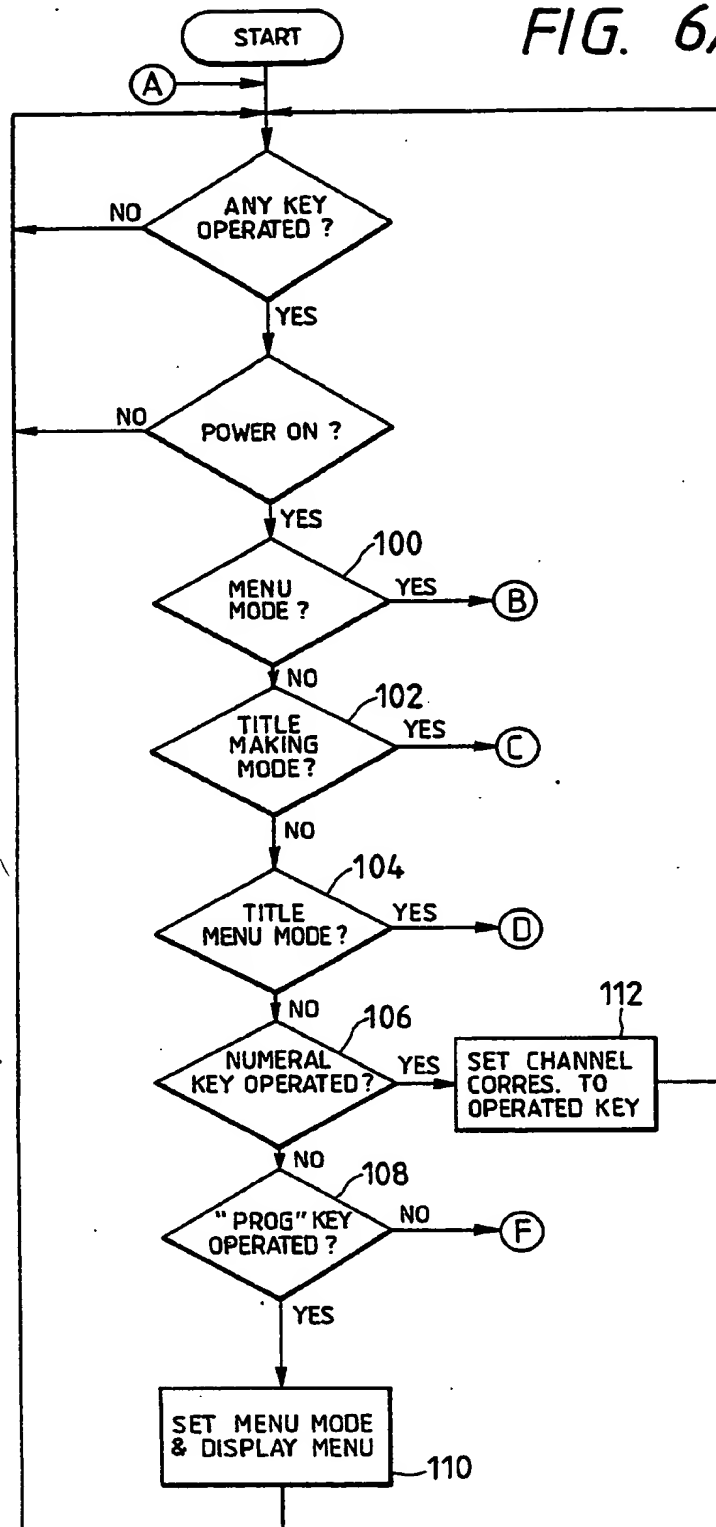 START
FIG. 6A
A
ANY KEY
OPERATED ?
NO
YES
POWER ON ?
NO
YES
100
MENU
MODE ?
YES
B
NO
102
TITLE
MAKING
MODE?
YES
C
NO
104
TITLE
MENU MODE?
YES
D
NO
106
NUMERAL
KEY OPERATED?
YES
112
SET CHANNEL
CORRES. TO
OPERATED KEY
NO
108
"PROG" KEY
OPERATED ?
NO
F
YES
SET MENU MODE
& DISPLAY MENU
110